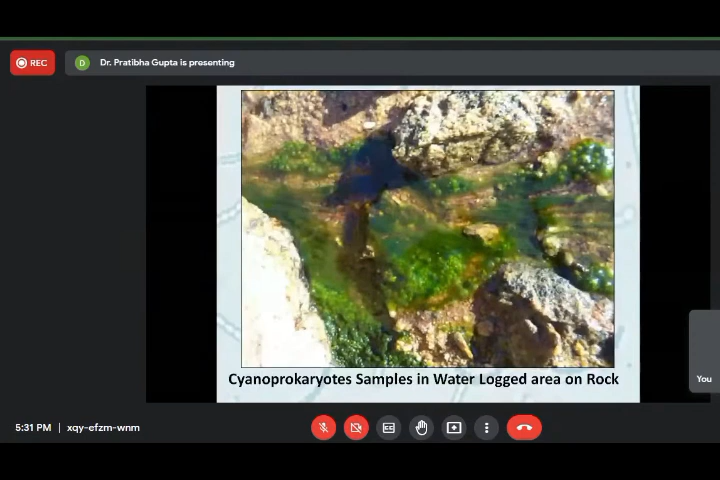 REC
D
Dr. Pratibha Gupta is presenting
Cyanoprokaryotes Samples in Water Logged area on Rock
You
5:31 PM | xqy-efzm-wnm
CC